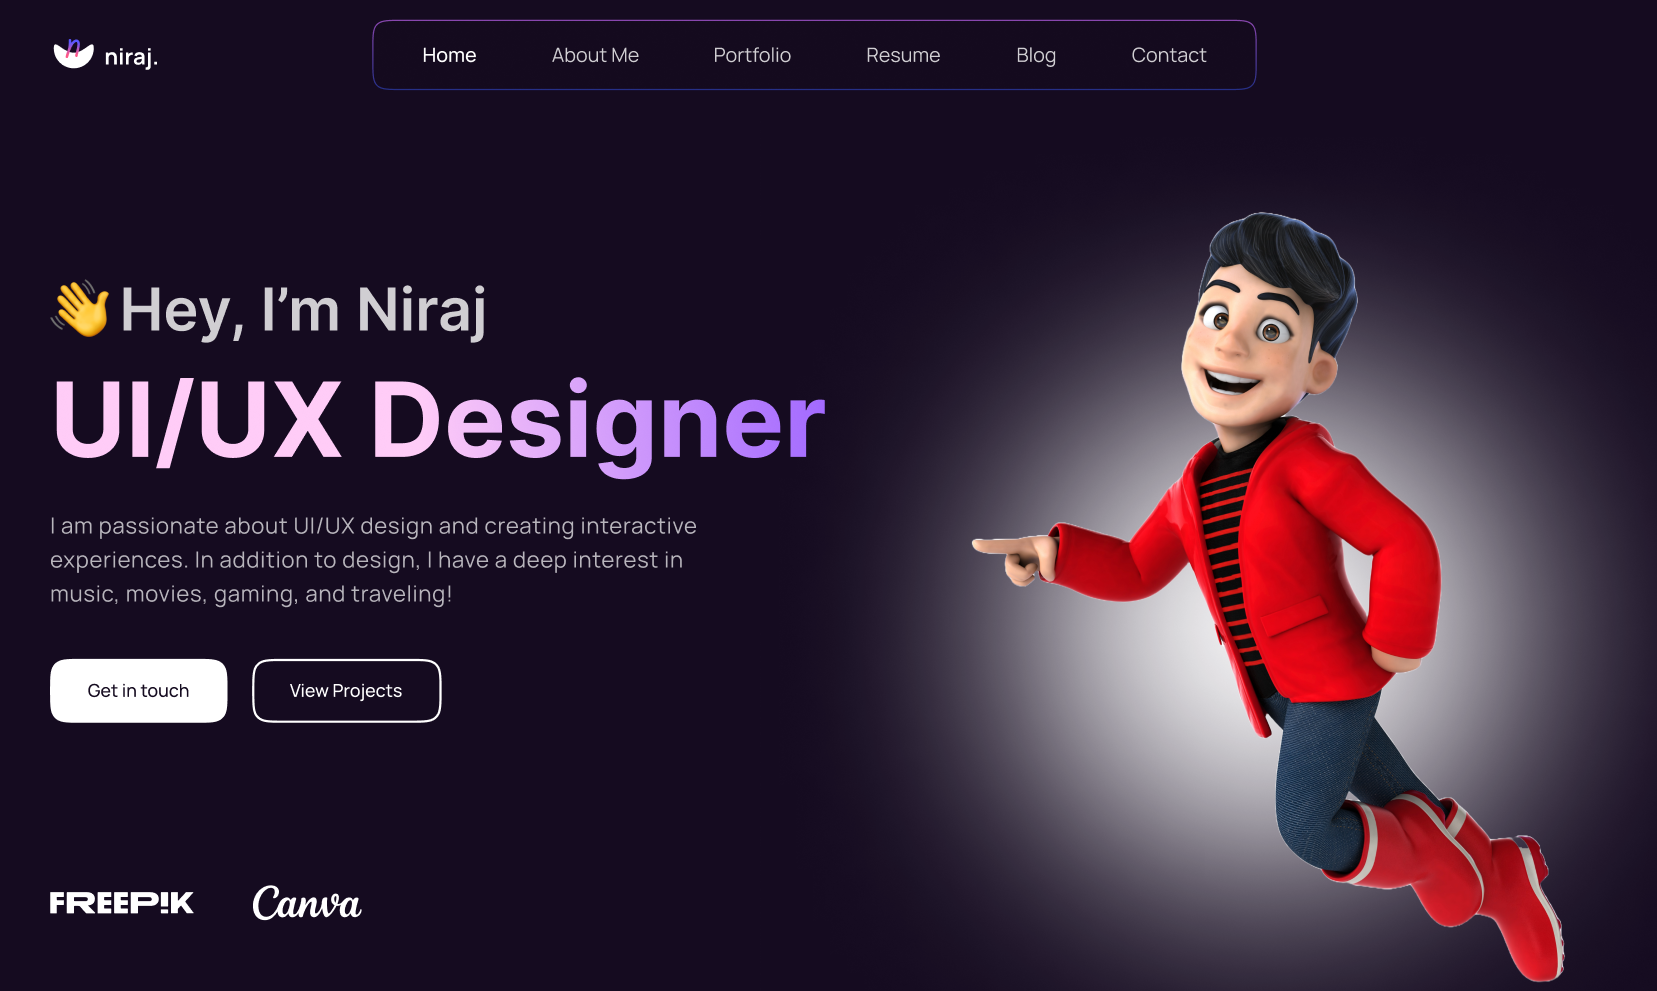 niraj.
Home
About Me
Portfolio
Resume
Blog
Contact
👋Hey, I’m Niraj
UI/UX Designer
I am passionate about UI/UX design and creating interactive
experiences. In addition to design, I have a deep interest in
music, movies, gaming, and traveling!
Get in touch
View Projects
FREEP!K
Canva